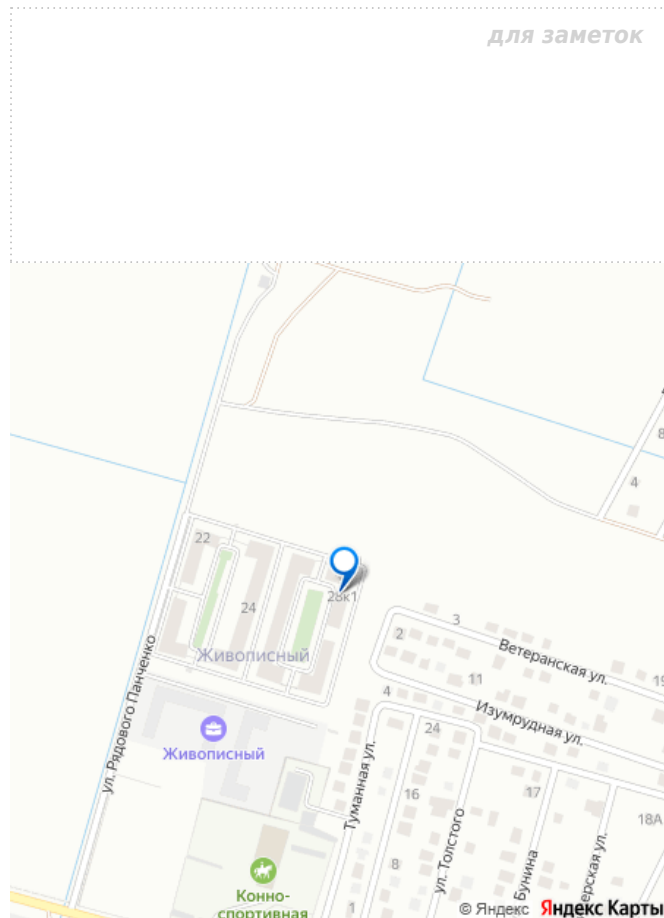 для заметок
8
4
22
28к1
24
3
2
Живописный
Ветеранская ул.
11
19
4
Изумрудная ул.
ул. Рядового Панченко
24
Живописный
Туманная ул.
16
17
18А
ул. Толстого
8
Бунина
1
Конно-
спортивная
© Яндекс Яндекс Карты